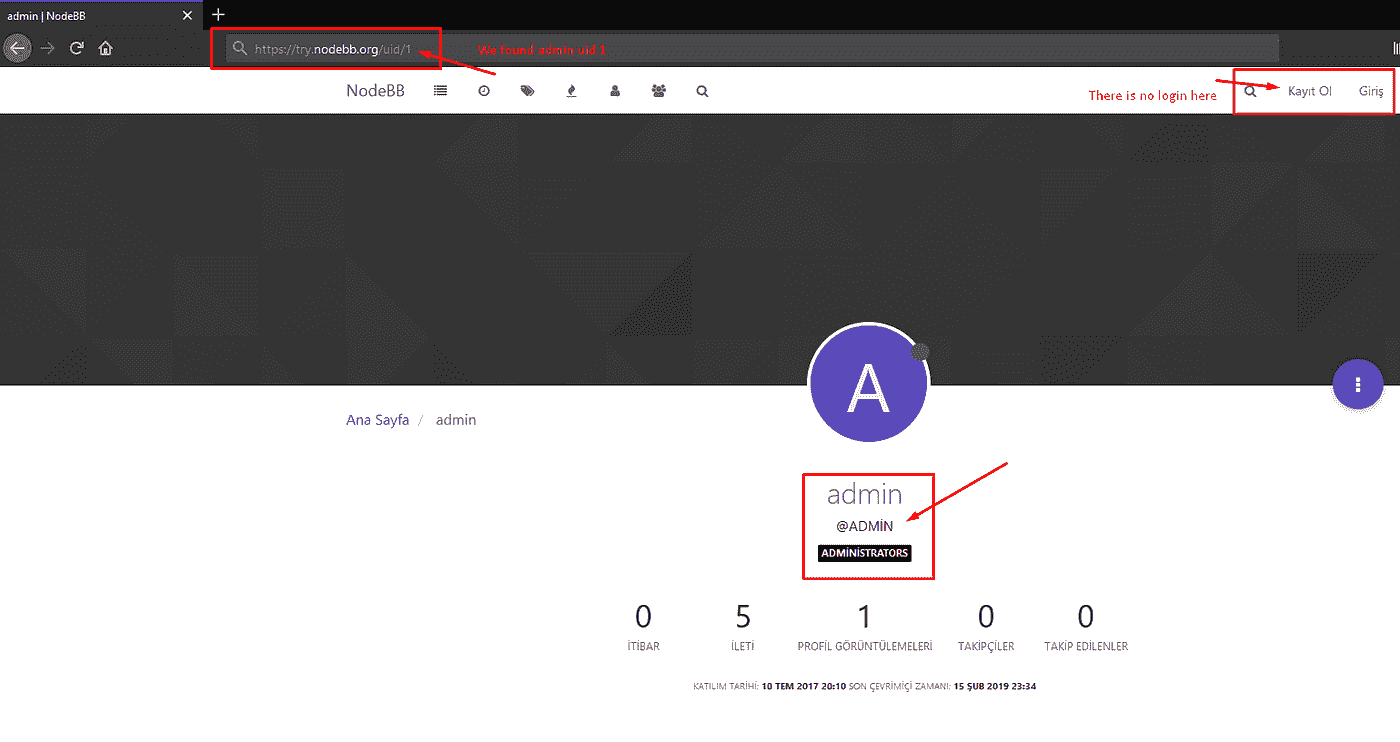 admin | NodeBB
https://try.nodebb.org/uid/1
We found admin uid 1
NodeBB
There is no login here
Kayıt Ol
Giriş
A
Ana Sayfa / admin
admin
@ADMİN
ADMİNİSTRATORS
0 5 1 0 0
İTİBAR İLETİ PROFİL GÖRÜNTÜLEMELERİ TAKİPÇİLER TAKİP EDİLENLER
KATILIM TARİHİ: 10 TEM 2017 20:10 SON ÇEVRİMİÇİ ZAMANI: 15 ŞUB 2019 23:34